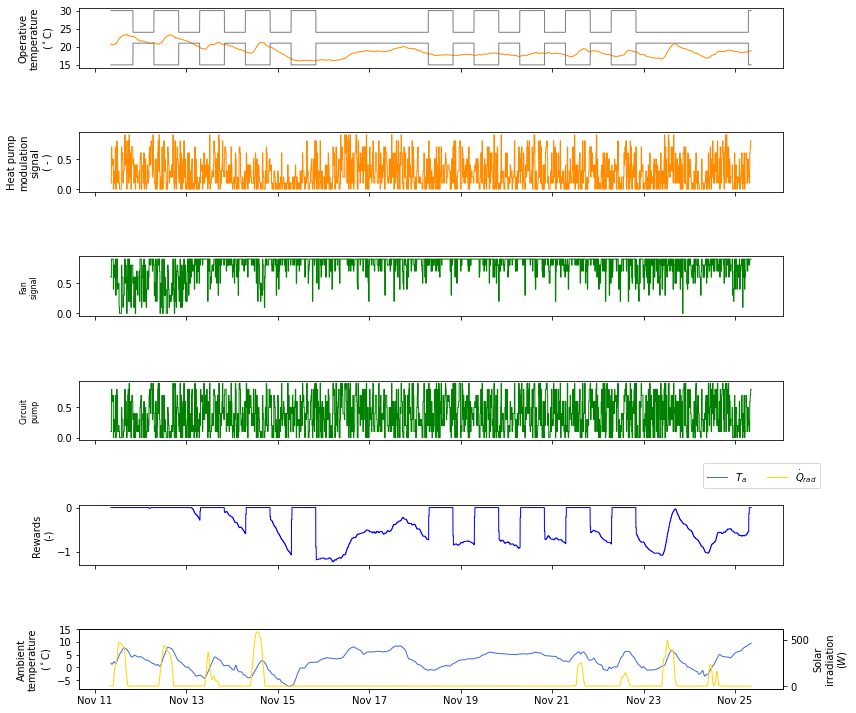 Operative
temperature
(°C)
30
25
20
15
Heat pump
modulation
signal
( - )
0.5
0.0
Fan
signal
0.5
0.0
Circuit
pump
0.5
0.0
T_a
Q̇_rad
Rewards
(-)
0
−1
Ambient
temperature
(°C)
15
10
5
0
−5
500
0
Solar
irradiation
(W)
Nov 11 Nov 13 Nov 15 Nov 17 Nov 19 Nov 21 Nov 23 Nov 25